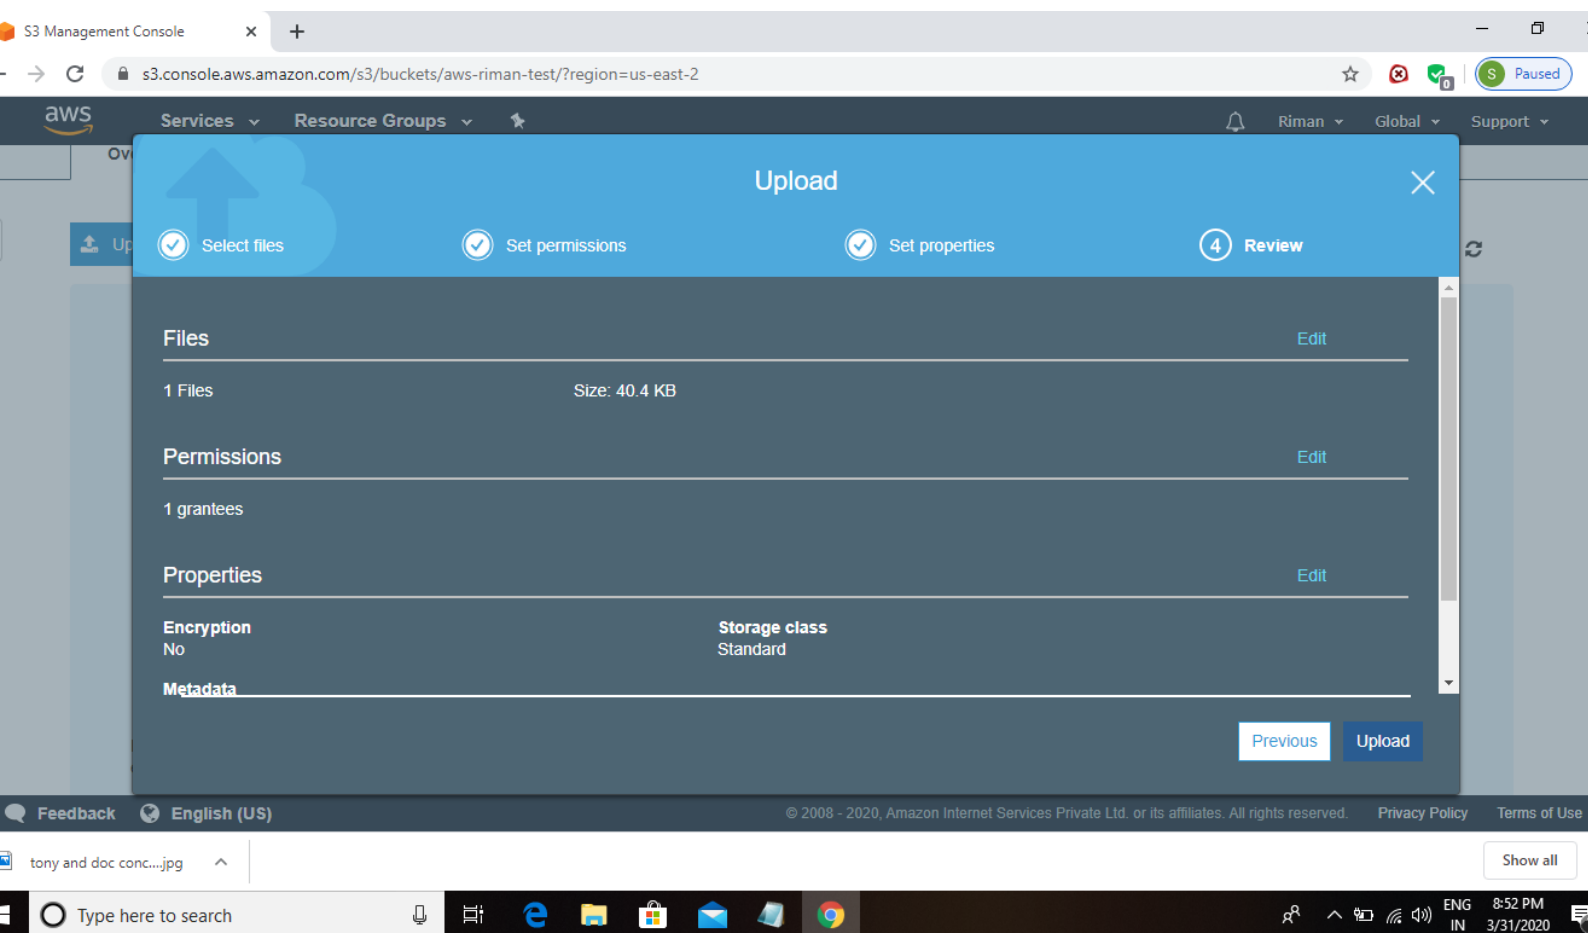 S3 Management Console
s3.console.aws.amazon.com/s3/buckets/aws-riman-test/?region=us-east-2
0
S Paused
aws Services Resource Groups Riman Global Support
Upload
Select files Set permissions Set properties 4 Review
Files Edit
1 Files Size: 40.4 KB
Permissions Edit
1 grantees
Properties Edit
Encryption Storage class
No Standard
Metadata
Previous Upload
Feedback English (US) © 2008 - 2020, Amazon Internet Services Private Ltd. or its affiliates. All rights reserved. Privacy Policy Terms of Use
tony and doc conc....jpg Show all
Type here to search
ENG 8:52 PM
IN 3/31/2020